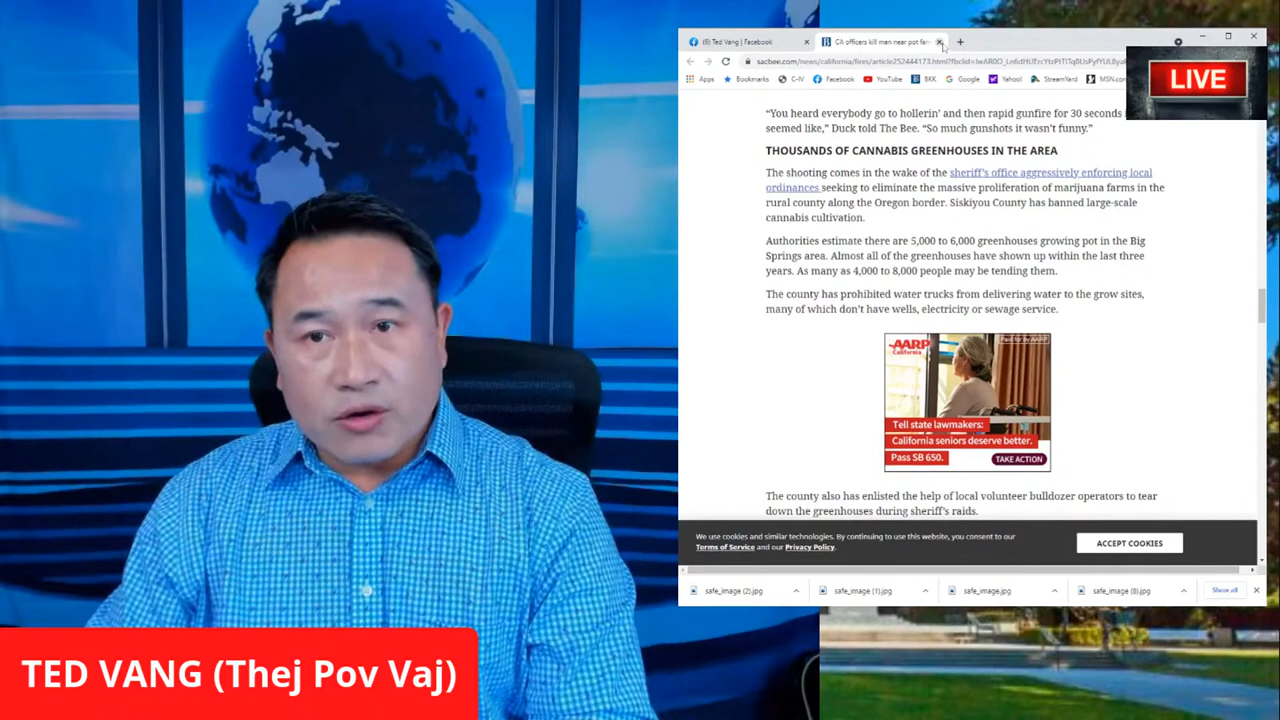 (6) Ted Vang | Facebook
CA officers kill man near pot far
Apps
Bookmarks
C-IV
Facebook
YouTube
BKK
Google
Yahoo!
StreamYard
MSN.com
LIVE
“You heard everybody go to hollerin’ and then rapid gunfire for 30 seconds
seemed like,” Duck told The Bee. “So much gunshots it wasn’t funny.”
THOUSANDS OF CANNABIS GREENHOUSES IN THE AREA
The shooting comes in the wake of the sheriff’s office aggressively enforcing local
ordinances seeking to eliminate the massive proliferation of marijuana farms in the
rural county along the Oregon border. Siskiyou County has banned large-scale
cannabis cultivation.
Authorities estimate there are 5,000 to 6,000 greenhouses growing pot in the Big
Springs area. Almost all of the greenhouses have shown up within the last three
years. As many as 4,000 to 8,000 people may be tending them.
The county has prohibited water trucks from delivering water to the grow sites,
many of which don’t have wells, electricity or sewage service.
AARP
California
Paid for by AARP
Tell state lawmakers:
California seniors deserve better.
Pass SB 650.
TAKE ACTION
The county also has enlisted the help of local volunteer bulldozer operators to tear
down the greenhouses during sheriff’s raids.
We use cookies and similar technologies. By continuing to use this website, you consent to our
Terms of Service and our Privacy Policy.
ACCEPT COOKIES
safe_image (2).jpg
safe_image (1).jpg
safe_image.jpg
safe_image (8).jpg
Show all
TED VANG (Thej Pov Vaj)